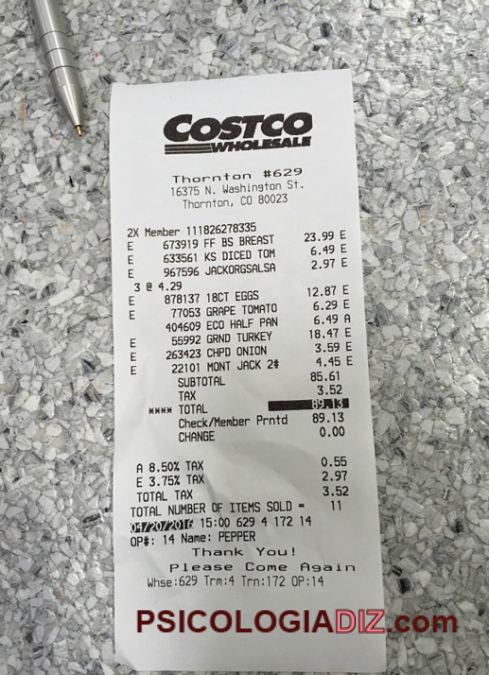 COSTCO
WHOLESALE
Thornton #629
16375 N. Washington St.
Thornton, CO 80023
2X Member 111826278335
E 673919 FF BS BREAST 23.99 E
E 633561 KS DICED TOM 6.49 E
E 967596 JACKORGSALSA 2.97 E
3 @ 4.29
E 878137 18CT EGGS 12.87 E
E 77053 GRAPE TOMATO 6.29 E
404609 ECO HALF PAN 6.49 A
E 55992 GRND TURKEY 18.47 E
E 263423 CHPD ONION 3.59 E
E 22101 MONT JACK 2# 4.45 E
SUBTOTAL 85.61
TAX 3.52
**** TOTAL 89.13
Check/Member Prntd 89.13
CHANGE 0.00
A 8.50% TAX 0.55
E 3.75% TAX 2.97
TOTAL TAX 3.52
TOTAL NUMBER OF ITEMS SOLD = 11
04/20/2016 15:00 629 4 172 14
OP#: 14 Name: PEPPER
Thank You!
Please Come Again
Whse:629 Trm:4 Trn:172 OP:14
PSICOLOGIADIZ.com